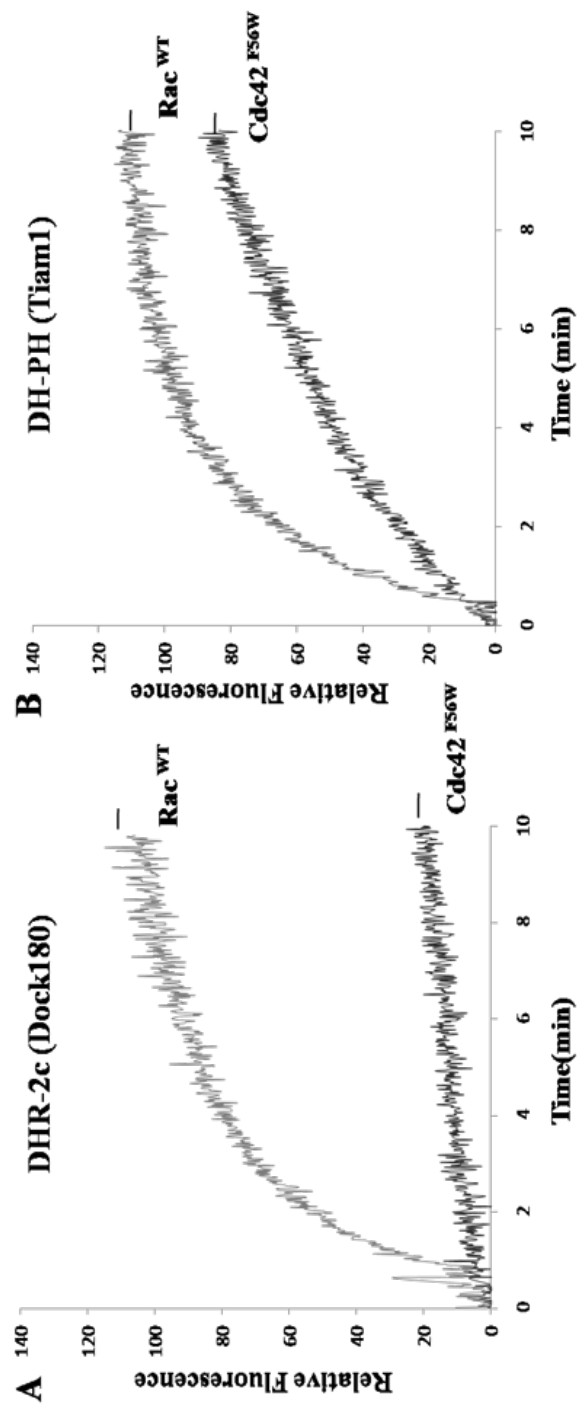 A
DHR-2c (Dock180)
Relative Fluorescence
140
120
100
80
60
40
20
0
Rac WT
Cdc42 F56W
0 2 4 6 8 10
Time(min)
B
DH-PH (Tiam1)
Relative Fluorescence
140
120
100
80
60
40
20
0
Rac WT
Cdc42 F56W
0 2 4 6 8 10
Time (min)